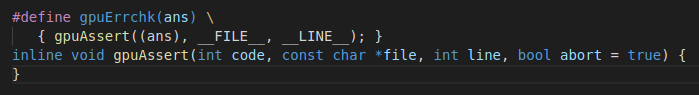 #define gpuErrchk(ans) \
{ gpuAssert((ans), __FILE__, __LINE__); }
inline void gpuAssert(int code, const char *file, int line, bool abort = true) {
}